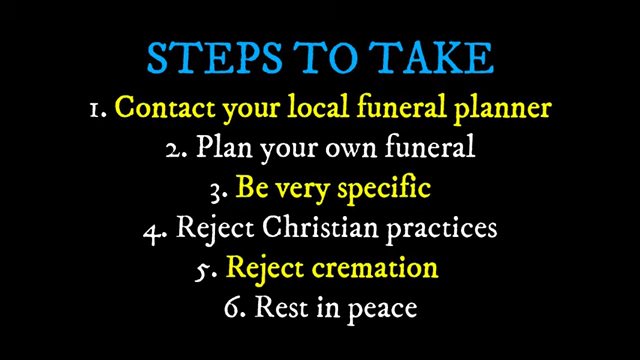 STEPS TO TAKE
1. Contact your local funeral planner
2. Plan your own funeral
3. Be very specific
4. Reject Christian practices
5. Reject cremation
6. Rest in peace